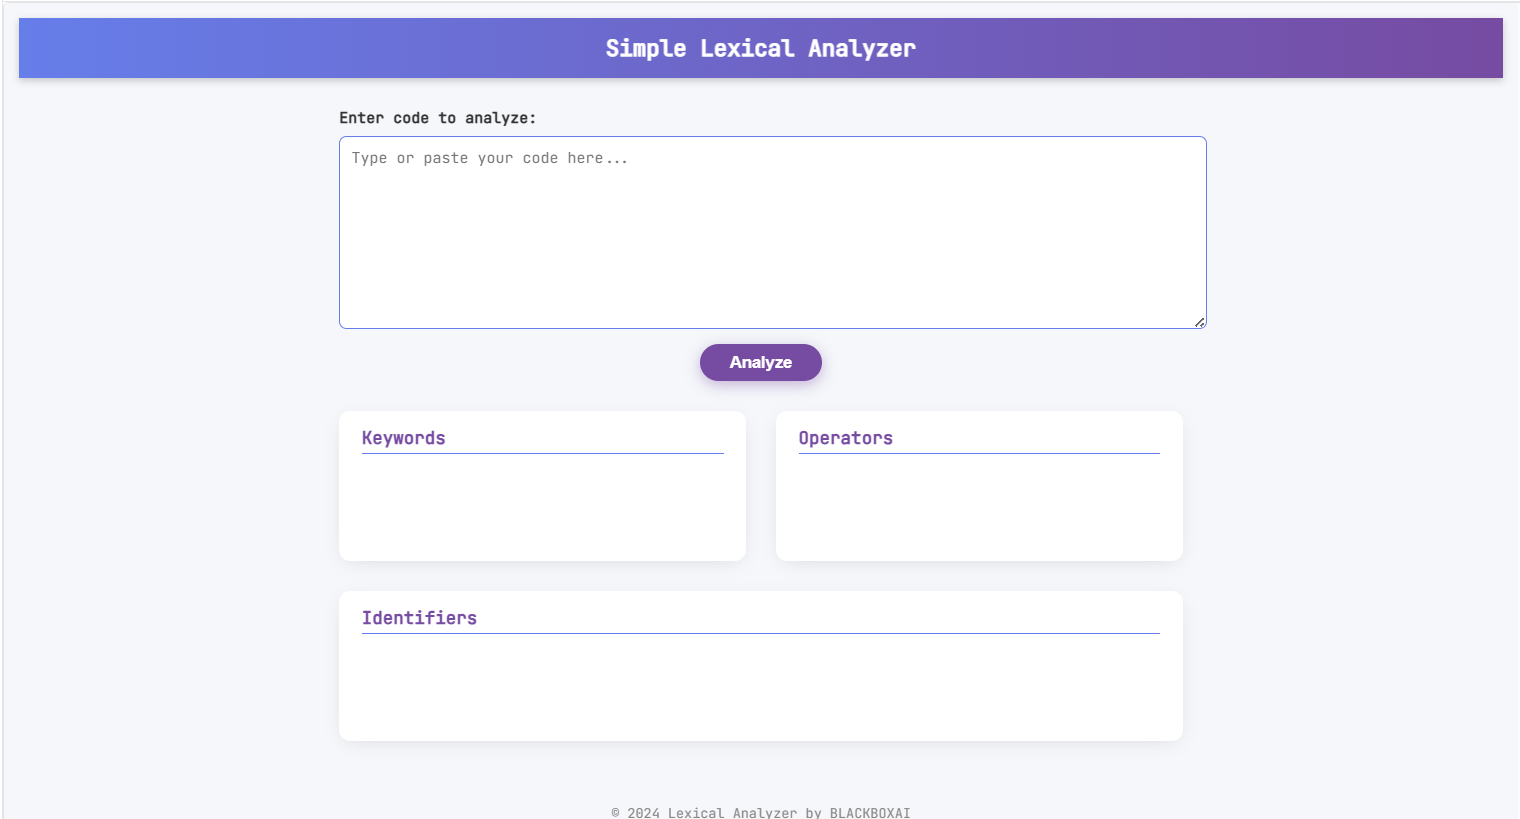 Simple Lexical Analyzer
Enter code to analyze:
Type or paste your code here...
Analyze
Keywords
Operators
Identifiers
© 2024 Lexical Analyzer by BLACKBOXAI